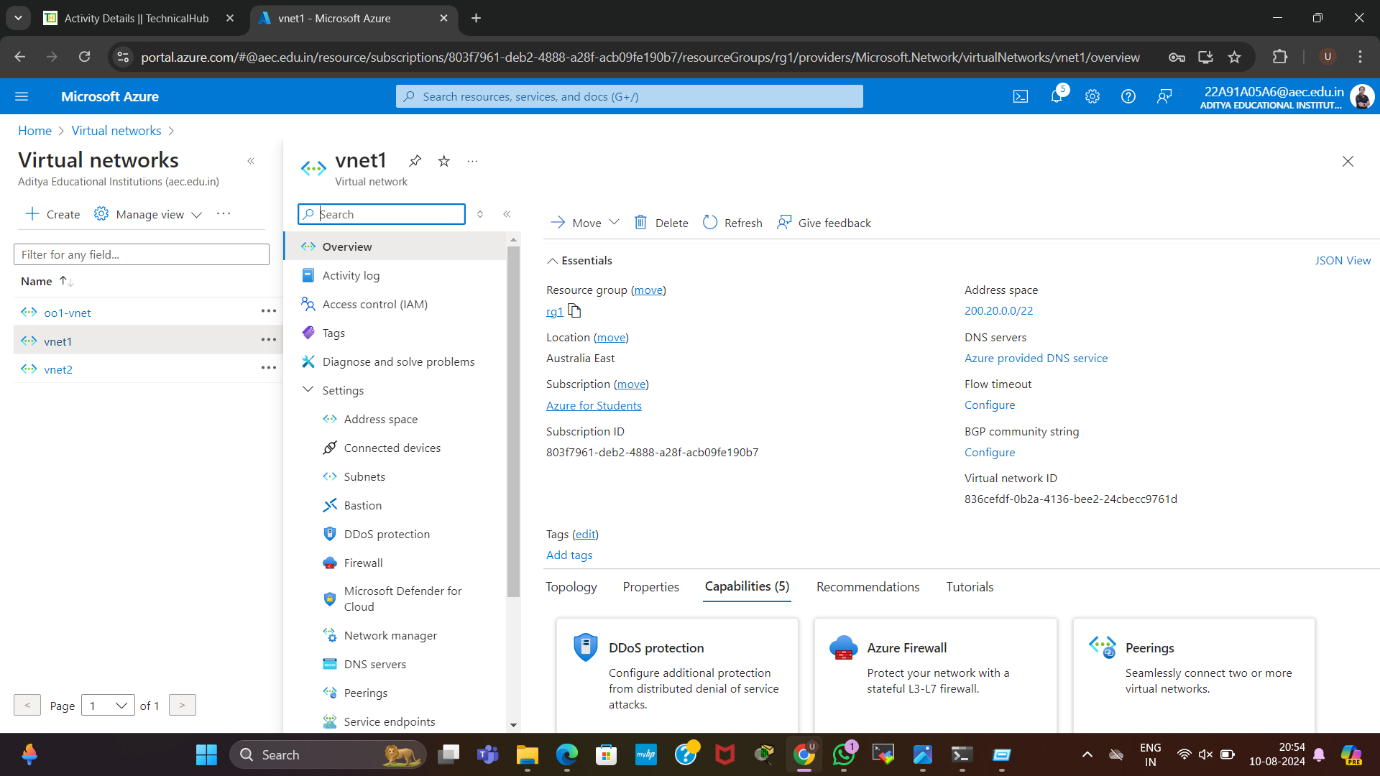 Activity Details || TechnicalHub
vnet1 - Microsoft Azure
portal.azure.com/#@aec.edu.in/resource/subscriptions/803f7961-deb2-4888-a28f-acb09fe190b7/resourceGroups/rg1/providers/Microsoft.Network/virtualNetworks/vnet1/overview
U
Microsoft Azure
Search resources, services, and docs (G+/)
5
22A91A05A6@aec.edu.in
ADITYA EDUCATIONAL INSTITUT...
Home > Virtual networks >
Virtual networks
Aditya Educational Institutions (aec.edu.in)
Create
Manage view
Filter for any field...
Name
oo1-vnet
vnet1
vnet2
< Page 1 of 1 >
vnet1
Virtual network
Search
Overview
Activity log
Access control (IAM)
Tags
Diagnose and solve problems
Settings
Address space
Connected devices
Subnets
Bastion
DDoS protection
Firewall
Microsoft Defender for
Cloud
Network manager
DNS servers
Peerings
Service endpoints
Move
Delete
Refresh
Give feedback
Essentials
JSON View
Resource group (move)
rg1
Location (move)
Australia East
Subscription (move)
Azure for Students
Subscription ID
803f7961-deb2-4888-a28f-acb09fe190b7
Address space
200.20.0.0/22
DNS servers
Azure provided DNS service
Flow timeout
Configure
BGP community string
Configure
Virtual network ID
836cefdf-0b2a-4136-bee2-24cbecc9761d
Tags (edit)
Add tags
Topology
Properties
Capabilities (5)
Recommendations
Tutorials
DDoS protection
Configure additional protection
from distributed denial of service
attacks.
Azure Firewall
Protect your network with a
stateful L3-L7 firewall.
Peerings
Seamlessly connect two or more
virtual networks.
Search
myhp
U
1
ENG
IN
20:54
10-08-2024
PRE